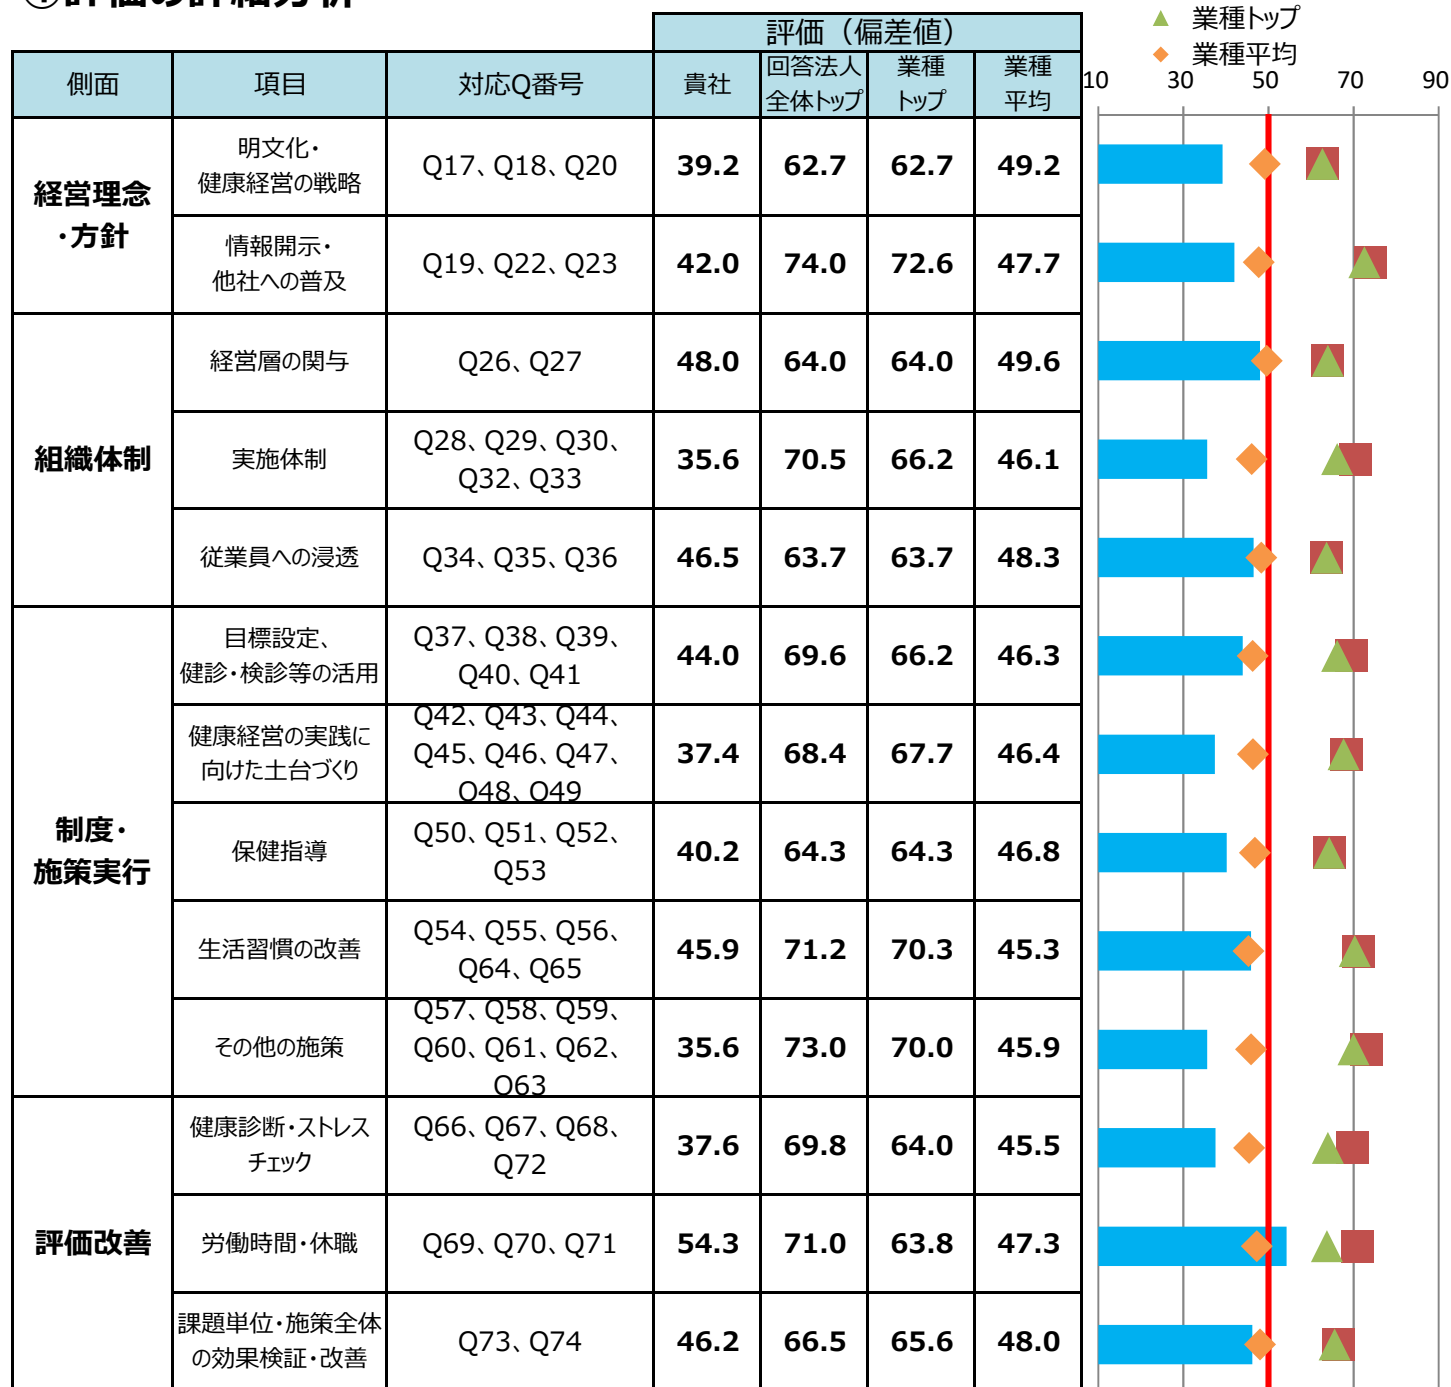 ①評価の詳細分析
▲ 業種トップ
◆ 業種平均
評価（偏差値）
側面 項目 対応Q番号 貴社 回答法人 業種 業種
全体トップ トップ 平均
10 30 50 70 90
経営理念
・方針
明文化・
健康経営の戦略
Q17、Q18、Q20 39.2 62.7 62.7 49.2
情報開示・
他社への普及
Q19、Q22、Q23 42.0 74.0 72.6 47.7
組織体制
経営層の関与 Q26、Q27 48.0 64.0 64.0 49.6
実施体制
Q28、Q29、Q30、
Q32、Q33
35.6 70.5 66.2 46.1
従業員への浸透 Q34、Q35、Q36 46.5 63.7 63.7 48.3
制度・
施策実行
目標設定、
健診・検診等の活用
Q37、Q38、Q39、
Q40、Q41
44.0 69.6 66.2 46.3
健康経営の実践に
向けた土台づくり
Q42、Q43、Q44、
Q45、Q46、Q47、
Q48、Q49
37.4 68.4 67.7 46.4
保健指導
Q50、Q51、Q52、
Q53
40.2 64.3 64.3 46.8
生活習慣の改善
Q54、Q55、Q56、
Q64、Q65
45.9 71.2 70.3 45.3
その他の施策
Q57、Q58、Q59、
Q60、Q61、Q62、
Q63
35.6 73.0 70.0 45.9
評価改善
健康診断・ストレス
チェック
Q66、Q67、Q68、
Q72
37.6 69.8 64.0 45.5
労働時間・休職 Q69、Q70、Q71 54.3 71.0 63.8 47.3
課題単位・施策全体
の効果検証・改善
Q73、Q74 46.2 66.5 65.6 48.0